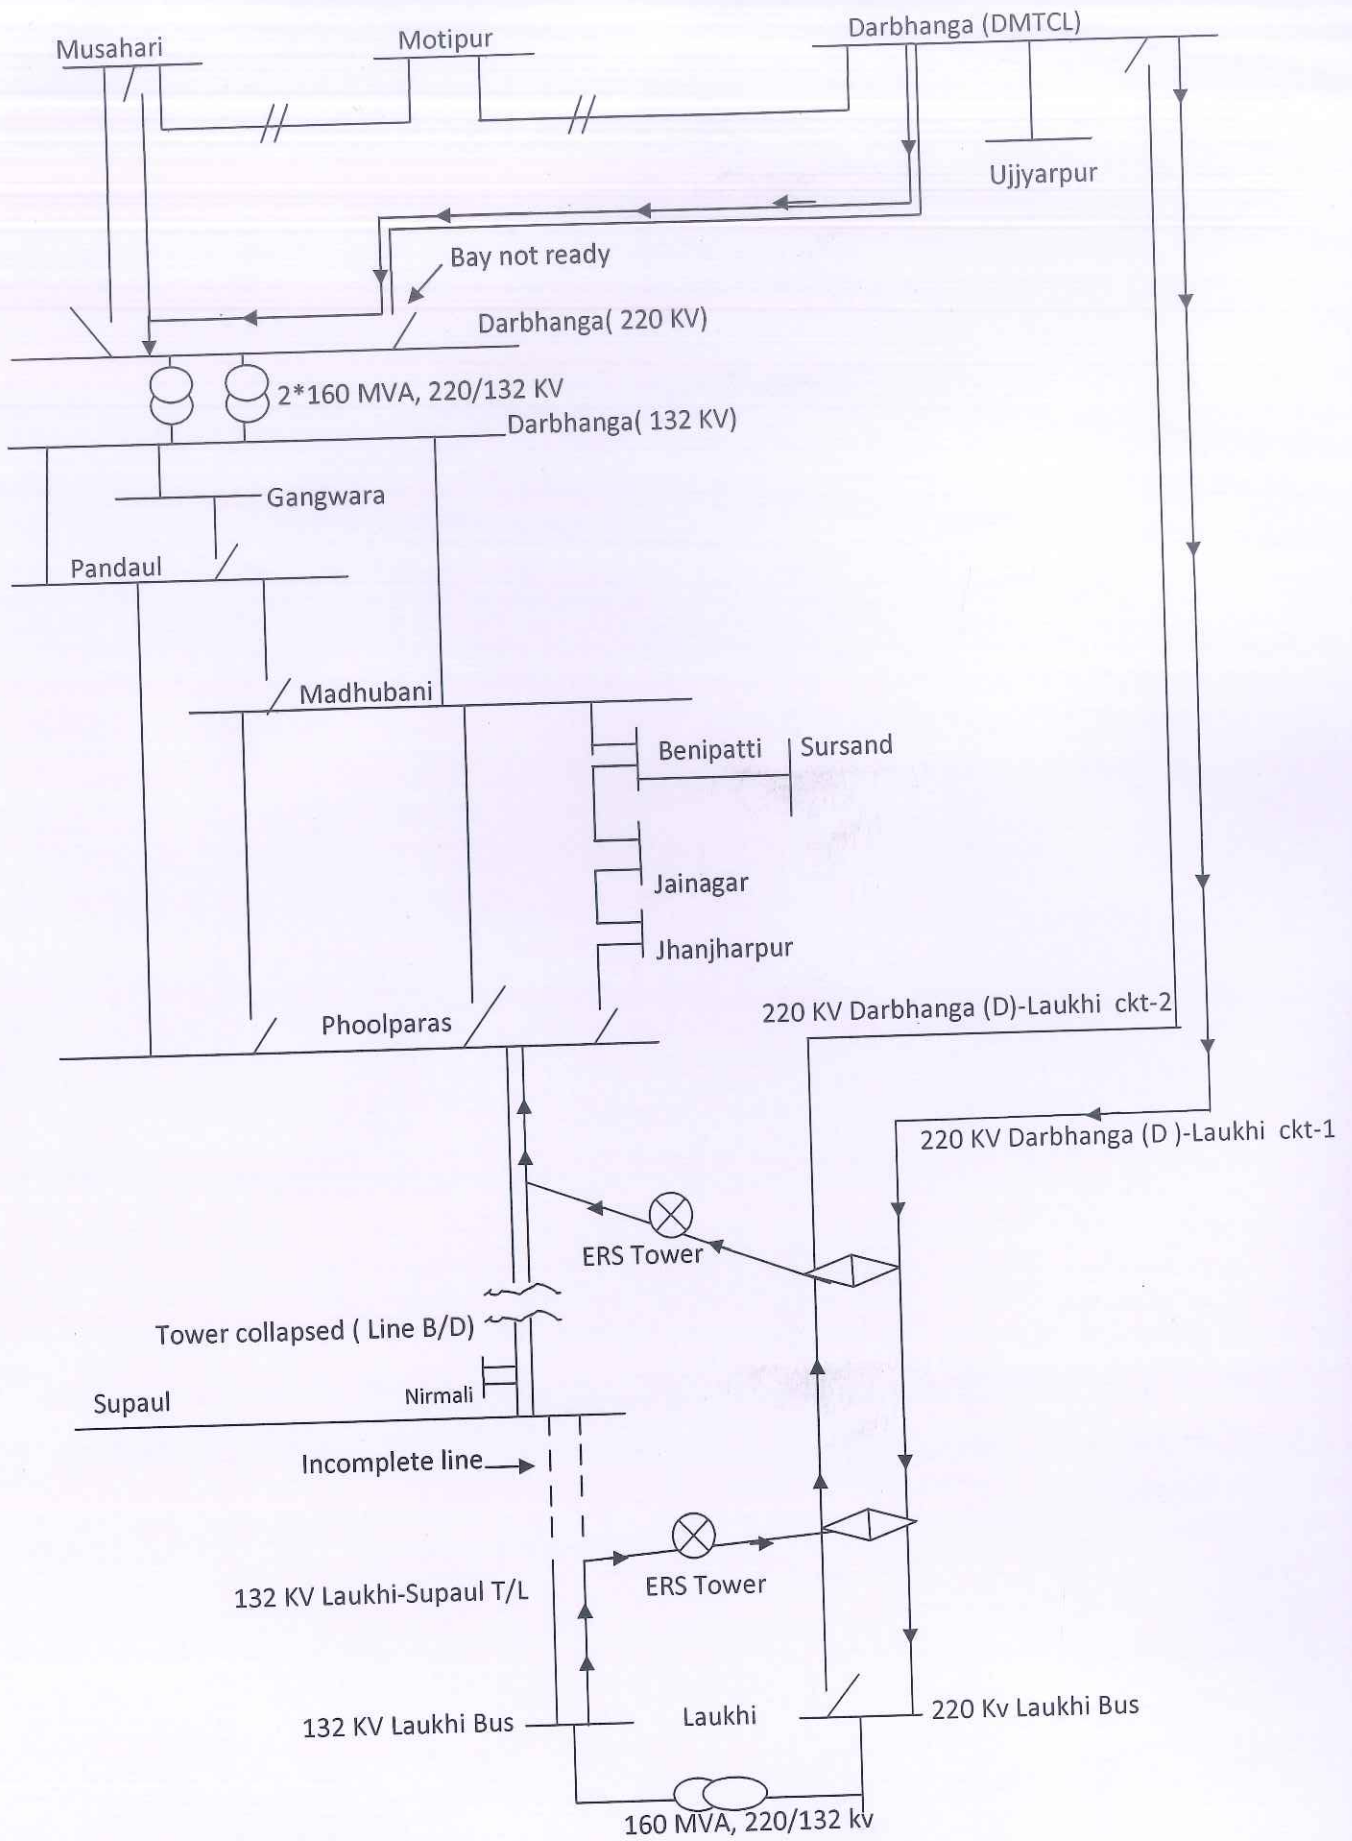 Musahari
Motipur
Darbhanga (DMTCL)
Ujjyarpur
Bay not ready
Darbhanga( 220 KV)
2*160 MVA, 220/132 KV
Darbhanga( 132 KV)
Gangwara
Pandaul
Madhubani
Benipatti
Sursand
Jainagar
Jhanjharpur
220 KV Darbhanga (D)-Laukhi ckt-2
Phoolparas
220 KV Darbhanga (D )-Laukhi ckt-1
ERS Tower
Tower collapsed ( Line B/D)
Nirmali
Supaul
Incomplete line
132 KV Laukhi-Supaul T/L
ERS Tower
132 KV Laukhi Bus
Laukhi
220 Kv Laukhi Bus
160 MVA, 220/132 kv